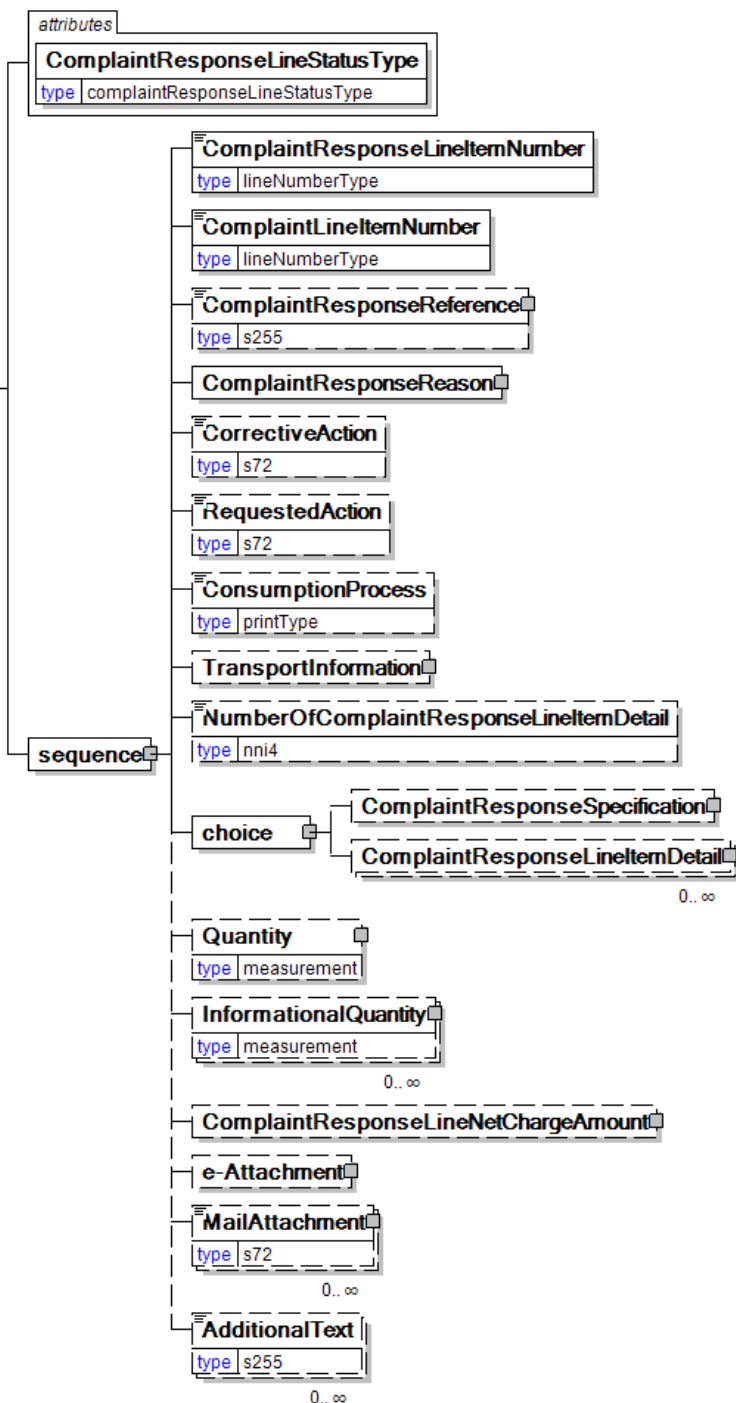 attributes
ComplaintResponseLineStatusType
type complaintResponseLineStatusType
ComplaintResponseLineItemNumber
type lineNumberType
ComplaintLineItemNumber
type lineNumberType
ComplaintResponseReference
type s255
ComplaintResponseReason
CorrectiveAction
type s72
RequestedAction
type s72
ConsumptionProcess
type printType
TransportInformation
NumberOfComplaintResponseLineItemDetail
type nni4
sequence
choice
ComplaintResponseSpecification
ComplaintResponseLineItemDetail
0.. ∞
Quantity
type measurement
InformationalQuantity
type measurement
0.. ∞
ComplaintResponseLineNetChargeAmount
e-Attachment
MailAttachment
type s72
0.. ∞
AdditionalText
type s255
0.. ∞